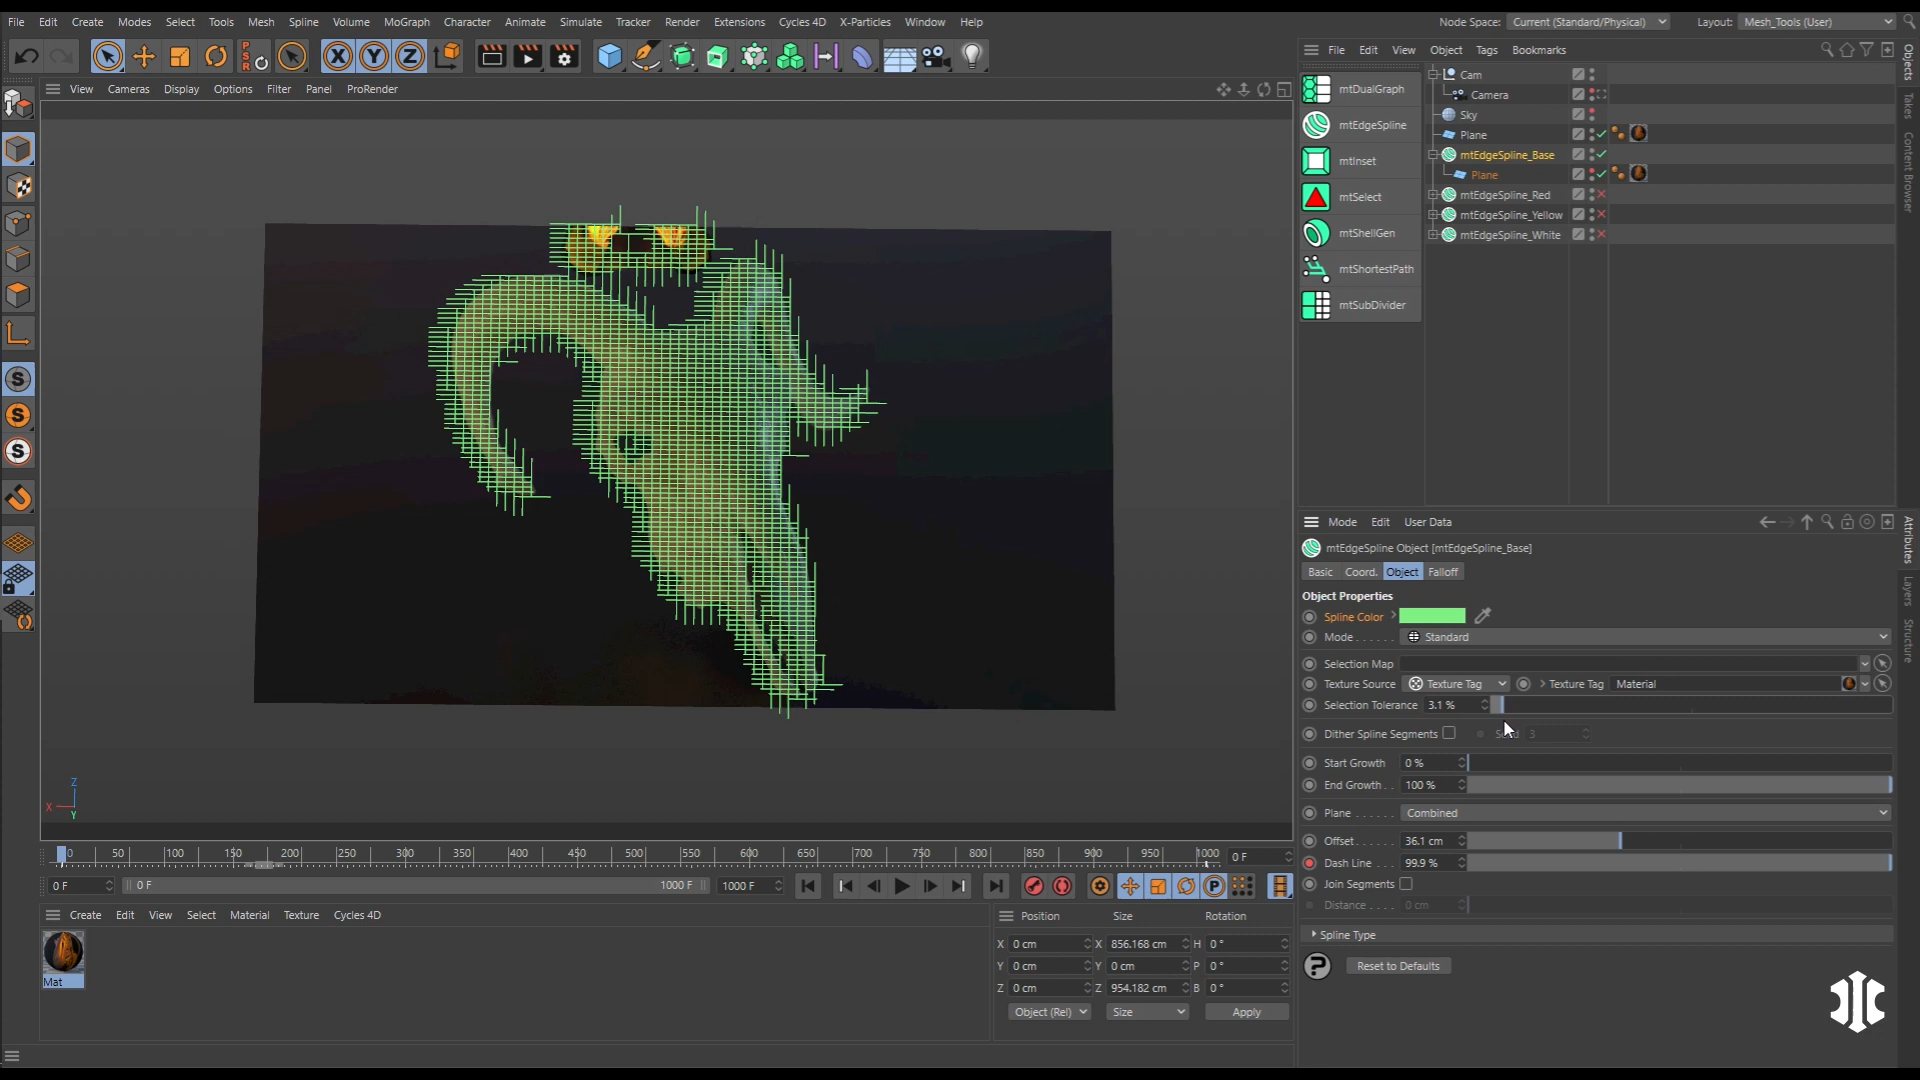 File Edit Create Modes Select Tools Mesh Spline Volume MoGraph Character Animate Simulate Tracker Render Extensions Cycles 4D X-Particles Window Help Node Space: Current (Standard/Physical) Layout: Mesh_Tools (User)
PSR X Y Z
File Edit View Object Tags Bookmarks
View Cameras Display Options Filter Panel ProRender
mtDualGraph
mtEdgeSpline
mtInset
mtSelect
mtShellGen
mtShortestPath
mtSubDivider
Cam
Camera
Sky
Plane
mtEdgeSpline_Base
Plane
mtEdgeSpline_Red
mtEdgeSpline_Yellow
mtEdgeSpline_White
Objects
Takes
Content Browser
S
S
S
Mode Edit User Data
mtEdgeSpline Object [mtEdgeSpline_Base]
Basic Coord. Object Falloff
Object Properties
Spline Color
Mode . . . . . . Standard
Selection Map
Texture Source Texture Tag > Texture Tag Material
Selection Tolerance 3.1 %
Dither Spline Segments 3
Start Growth 0 %
End Growth . . 100 %
Plane . . . . . . Combined
Offset . . . . . . 36.1 cm
Dash Line . . . 99.9 %
Join Segments
Distance . . . . 0 cm
Spline Type
? Reset to Defaults
Attributes
Layers
Structure
Z
X
Y
0 50 100 150 200 250 300 350 400 450 500 550 600 650 700 750 800 850 900 950 1000 0 F
0 F 0 F 1000 F 1000 F P
Create Edit View Select Material Texture Cycles 4D
Mat
Position Size Rotation
X 0 cm X 856.168 cm H 0 °
Y 0 cm Y 0 cm P 0 °
Z 0 cm Z 954.182 cm B 0 °
Object (Rel) Size Apply